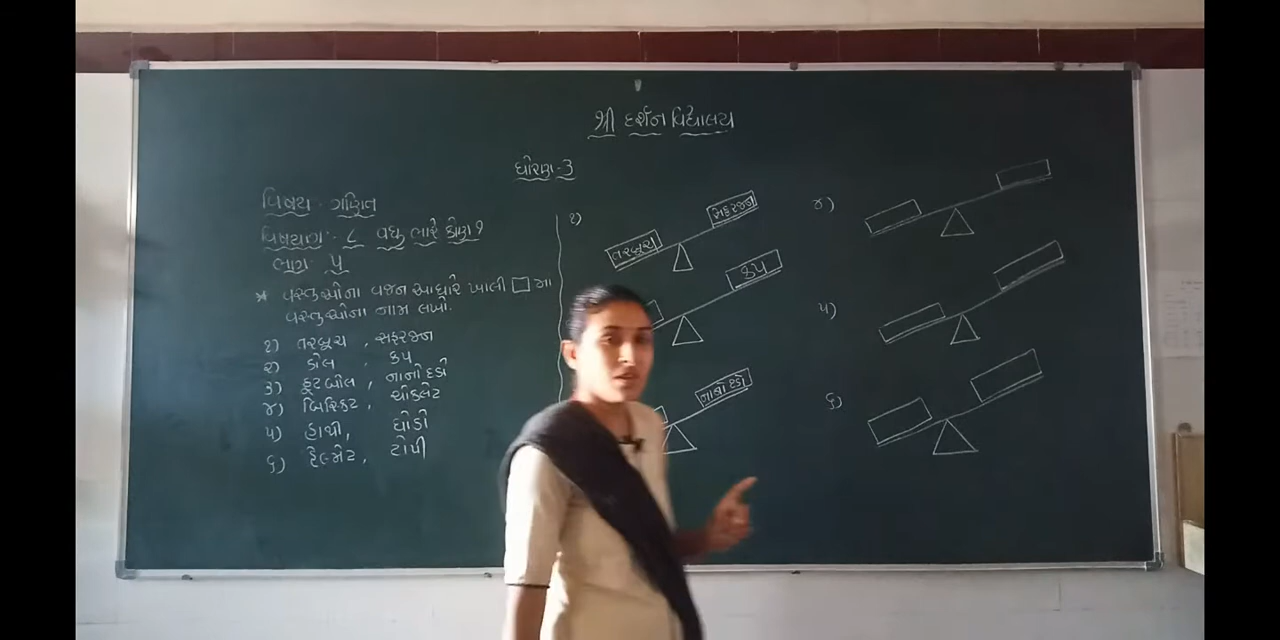 શ્રી દર્શન વિદ્યાલય
ધોરણ-૩
વિષય - ગણિત
વિષયાંગ :- ૮ વધુ ભારે કોણ ?
ભાગ ૫
* વસ્તુઓના વજન આધારે ખાલી □ મા
વસ્તુઓના નામ લખો.
૧) તરબૂચ , સફરજન
૨) ડોલ , કપ
૩) ફૂટબોલ , નાનો દડો
૪) બિસ્કિટ , ચોકલેટ
૫) હાથી, ઘોડો
૬) હેલ્મેટ , ટોપી
૧)
તરબૂચ
સફરજન
કપ
નાનો દડો
૪)
૫)
૬)